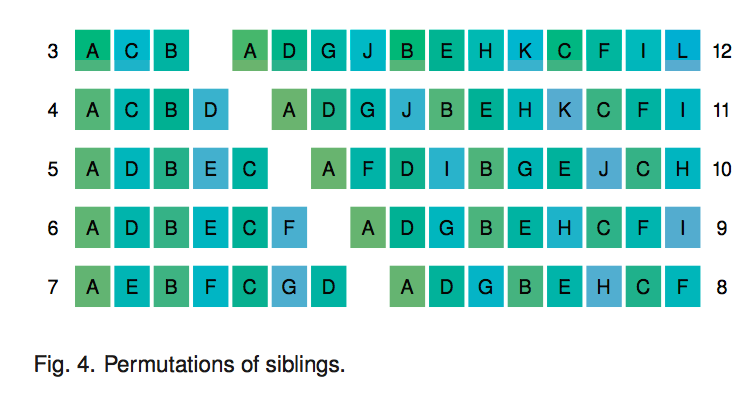 3 A C B A D G J B E H K C F I L 12
4 A C B D A D G J B E H K C F I 11
5 A D B E C A F D I B G E J C H 10
6 A D B E C F A D G B E H C F I 9
7 A E B F C G D A D G B E H C F 8
Fig. 4. Permutations of siblings.